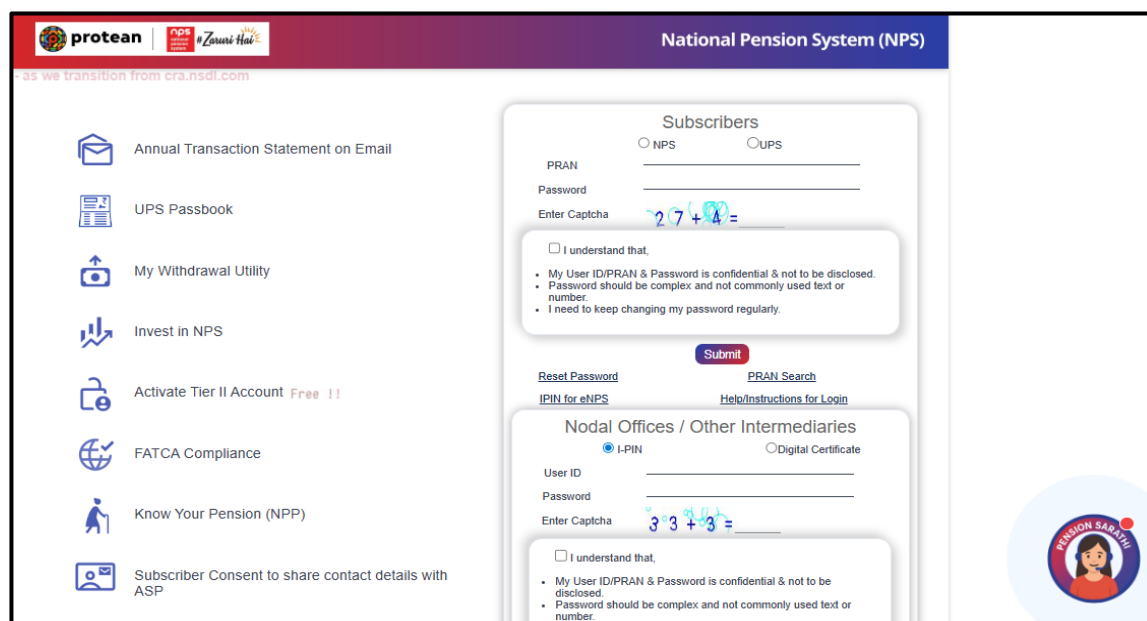 protean
nps
national
pension
system
#Zaruri Hai
National Pension System (NPS)
- as we transition from cra.nsdl.com
Annual Transaction Statement on Email
UPS Passbook
My Withdrawal Utility
Invest in NPS
Activate Tier II Account Free !!
FATCA Compliance
Know Your Pension (NPP)
Subscriber Consent to share contact details with
ASP
Subscribers
NPS UPS
PRAN
Password
Enter Captcha 27+4=
I understand that,
• My User ID/PRAN & Password is confidential & not to be disclosed.
• Password should be complex and not commonly used text or
number.
• I need to keep changing my password regularly.
Submit
Reset Password PRAN Search
IPIN for eNPS Help/Instructions for Login
Nodal Offices / Other Intermediaries
I-PIN Digital Certificate
User ID
Password
Enter Captcha 33+3=
I understand that,
• My User ID/PRAN & Password is confidential & not to be
disclosed.
• Password should be complex and not commonly used text or
number.
PENSION SARATHI